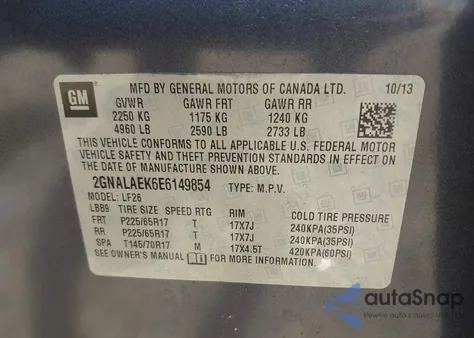 GM
MFD BY GENERAL MOTORS OF CANADA LTD. 10/13
GVWR GAWR FRT GAWR RR
2250 KG 1175 KG 1240 KG
4960 LB 2590 LB 2733 LB
THIS VEHICLE CONFORMS TO ALL APPLICABLE U.S. FEDERAL MOTOR
VEHICLE SAFETY AND THEFT PREVENTION STANDARDS IN
EFFECT ON THE DATE OF MANUFACTURE SHOWN ABOVE.
2GNALAEK6E6149854 TYPE: M.P.V.
MODEL: LF26
LBB9 TIRE SIZE SPEED RTG RIM COLD TIRE PRESSURE
FRT P225/65R17 T 17X7J 240KPA(35PSI)
RR P225/65R17 T 17X7J 240KPA(35PSI)
SPA T145/70R17 M 17X4.5T 420KPA(60PSI)
SEE OWNER'S MANUAL FOR MORE INFORMATION.
autoSnap